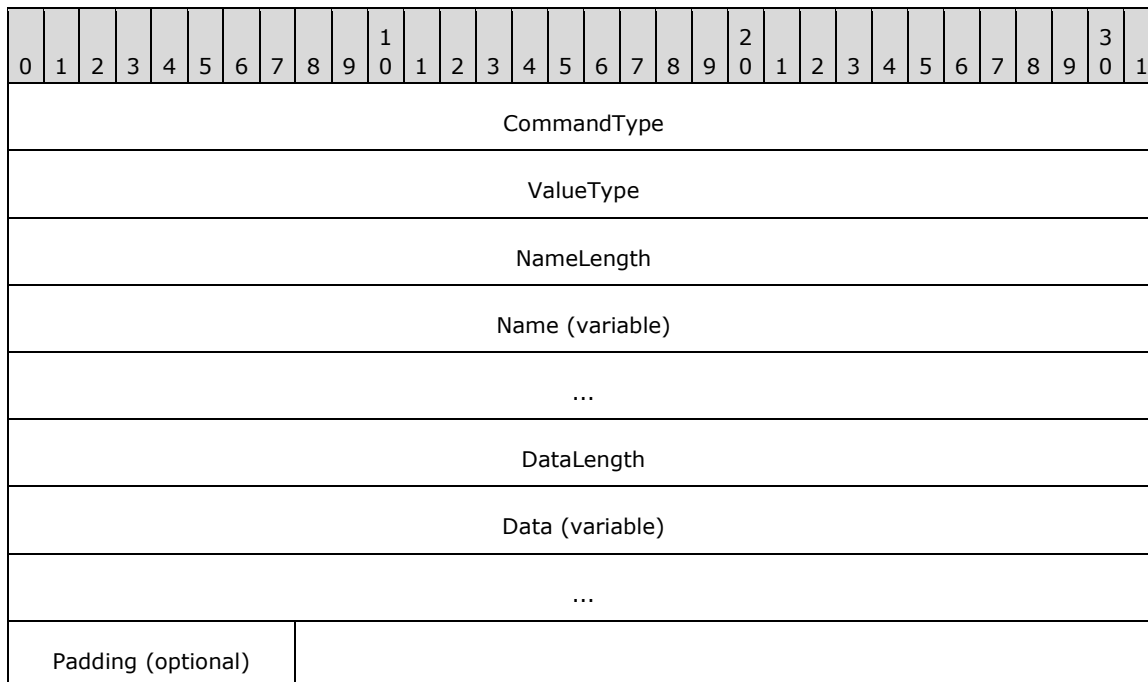 1 2 3
0 1 2 3 4 5 6 7 8 9 0 1 2 3 4 5 6 7 8 9 0 1 2 3 4 5 6 7 8 9 0 1
CommandType
ValueType
NameLength
Name (variable)
...
DataLength
Data (variable)
...
Padding (optional)